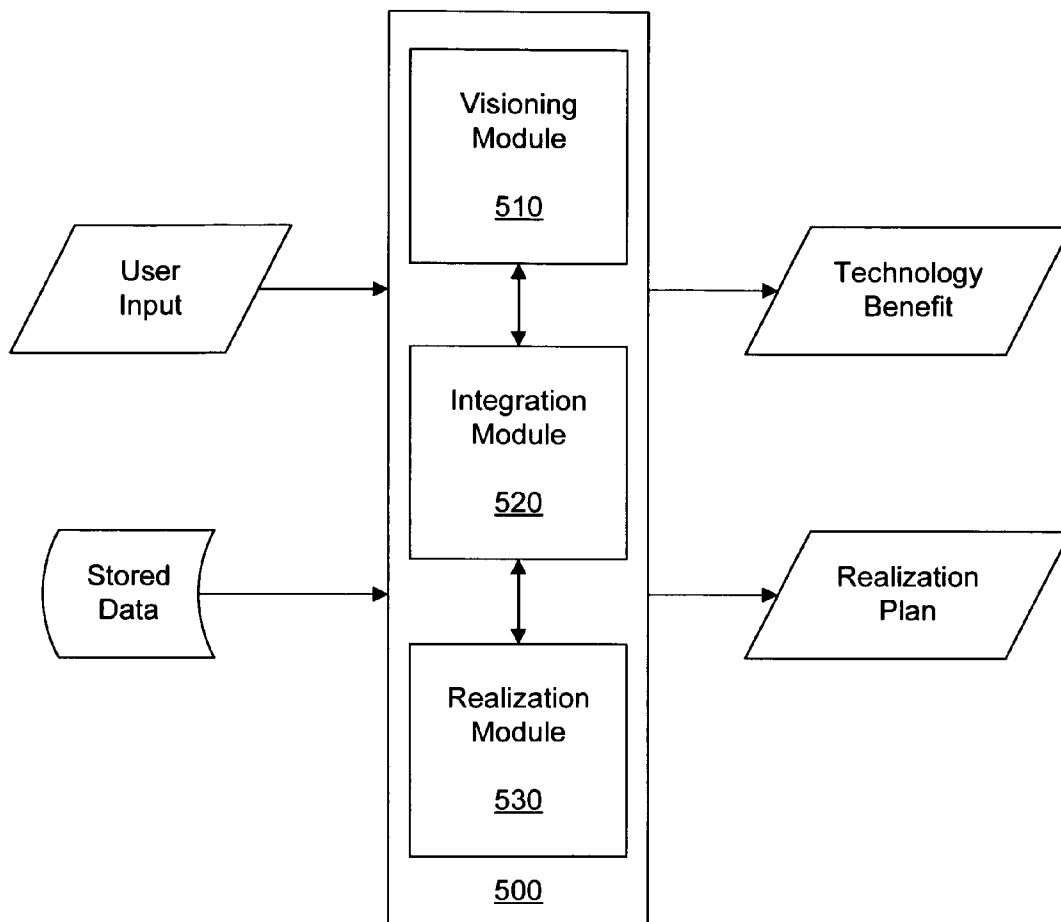 Visioning
Module
510
User
Input
Technology
Benefit
Integration
Module
520
Stored
Data
Realization
Plan
Realization
Module
530
500